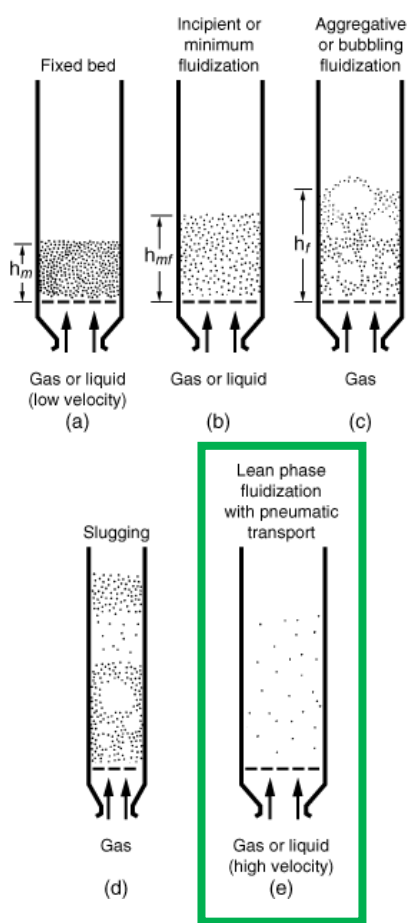 Fixed bed
h_m
Gas or liquid
(low velocity)
(a)
Incipient or
minimum
fluidization
h_mf
Gas or liquid
(b)
Aggregative
or bubbling
fluidization
h_f
Gas
(c)
Slugging
Gas
(d)
Lean phase
fluidization
with pneumatic
transport
Gas or liquid
(high velocity)
(e)